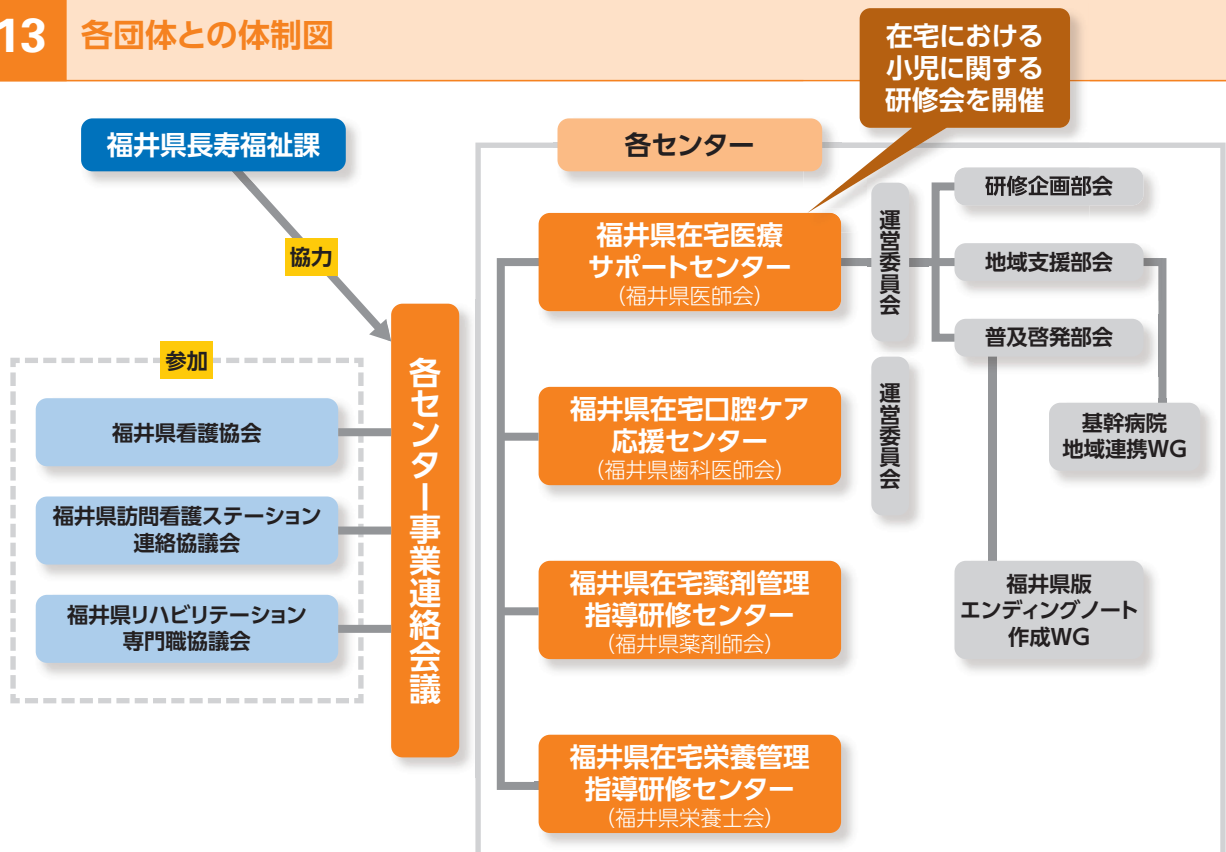 13 各団体との体制図
在宅における
小児に関する
研修会を開催
福井県長寿福祉課
協力
参加
福井県看護協会
福井県訪問看護ステーション
連絡協議会
福井県リハビリテーション
専門職協議会
各センター事業連絡会議
各センター
福井県在宅医療
サポートセンター
(福井県医師会)
運営委員会
研修企画部会
地域支援部会
普及啓発部会
基幹病院
地域連携WG
福井県版
エンディングノート
作成WG
福井県在宅口腔ケア
応援センター
(福井県歯科医師会)
運営委員会
福井県在宅薬剤管理
指導研修センター
(福井県薬剤師会)
福井県在宅栄養管理
指導研修センター
(福井県栄養士会)